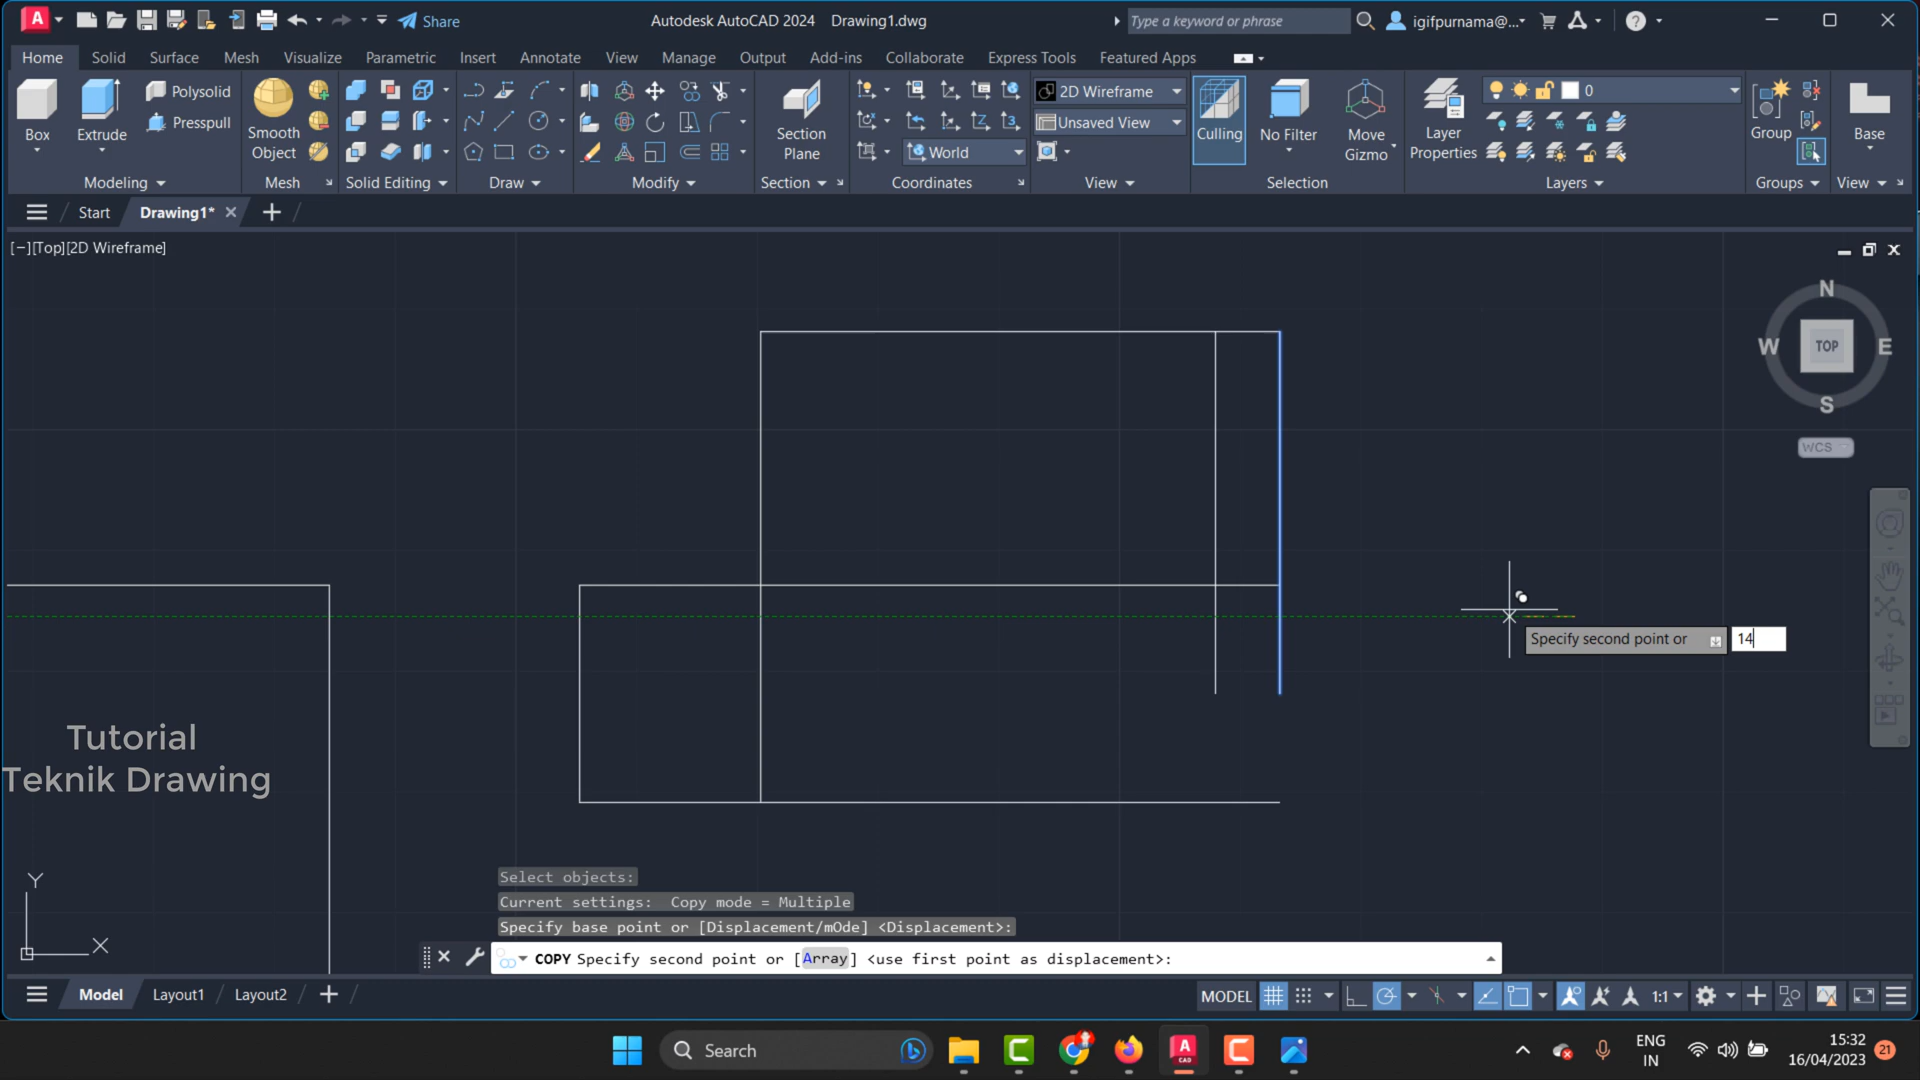 A Share Autodesk AutoCAD 2024 Drawing1.dwg Type a keyword or phrase igifpurnama@... ?
Home Solid Surface Mesh Visualize Parametric Insert Annotate View Manage Output Add-ins Collaborate Express Tools Featured Apps
Box
Extrude
Polysolid
Presspull
Smooth
Object
Section
Plane
World
2D Wireframe
Unsaved View
Culling
No Filter
Move
Gizmo
Layer
Properties
0
Group
Base
Modeling Mesh Solid Editing Draw Modify Section Coordinates View Selection Layers Groups View
Start Drawing1*
[−][Top][2D Wireframe]
N
W TOP E
S
WCS
Specify second point or 14
Tutorial
Teknik Drawing
Y
X
Select objects:
Current settings:  Copy mode = Multiple
Specify base point or [Displacement/mOde] <Displacement>:
COPY Specify second point or [Array] <use first point as displacement>:
Model Layout1 Layout2 MODEL 1:1
Search
A
CAD
ENG
IN
15:32
16/04/2023
21